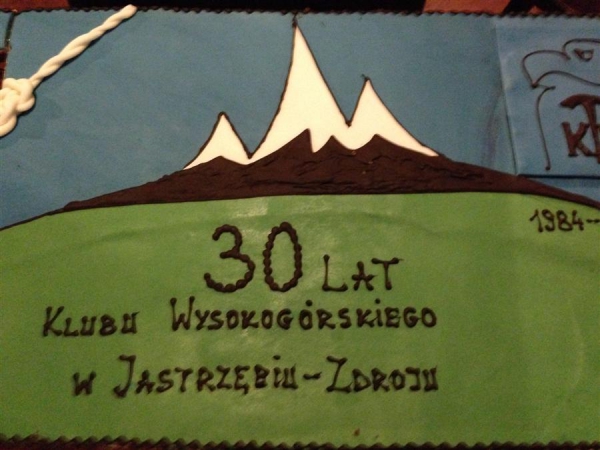 1984-
30 LAT
KLUBU WYSOKOGÓRSKIEGO
W JASTRZĘBIU-ZDROJU